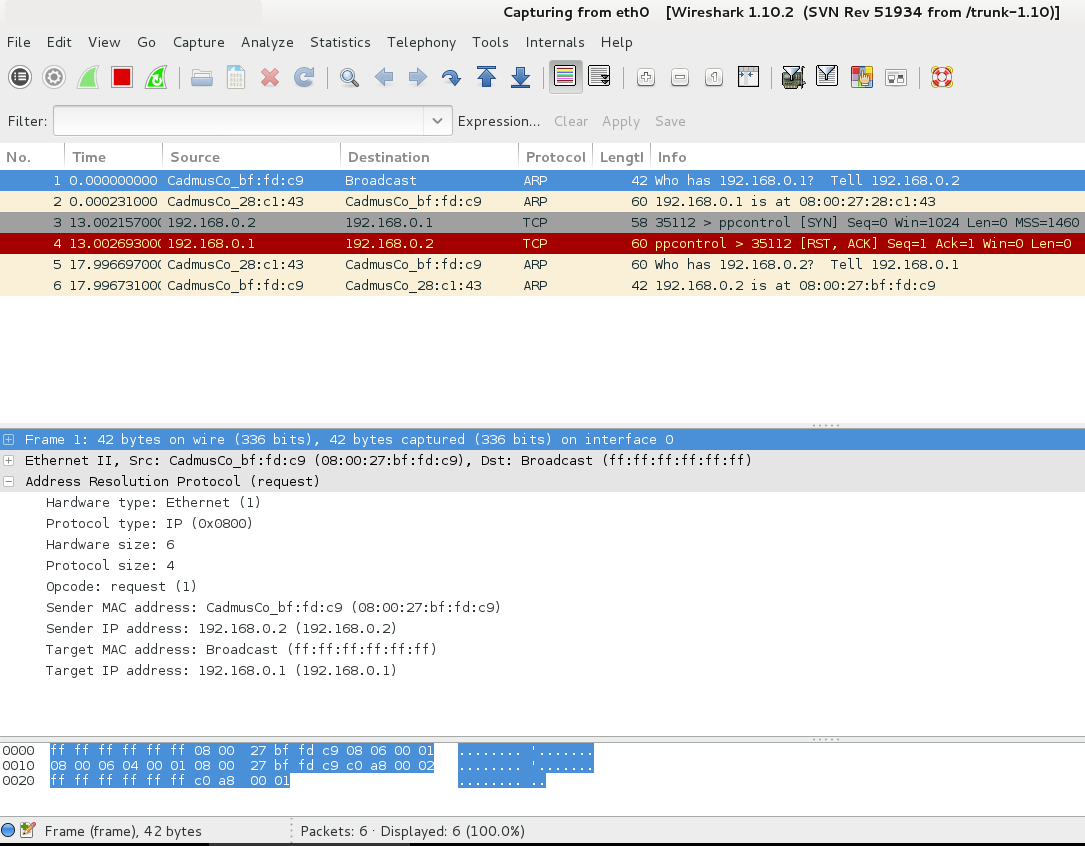 Capturing from eth0 [Wireshark 1.10.2 (SVN Rev 51934 from /trunk-1.10)]
File Edit View Go Capture Analyze Statistics Telephony Tools Internals Help
Filter: Expression... Clear Apply Save
No. Time Source Destination Protocol Lengtl Info
1 0.000000000 CadmusCo_bf:fd:c9 Broadcast ARP 42 Who has 192.168.0.1? Tell 192.168.0.2
2 0.000231000 CadmusCo_28:c1:43 CadmusCo_bf:fd:c9 ARP 60 192.168.0.1 is at 08:00:27:28:c1:43
3 13.002157000 192.168.0.2 192.168.0.1 TCP 58 35112 > ppcontrol [SYN] Seq=0 Win=1024 Len=0 MSS=1460
4 13.002693000 192.168.0.1 192.168.0.2 TCP 60 ppcontrol > 35112 [RST, ACK] Seq=1 Ack=1 Win=0 Len=0
5 17.996697000 CadmusCo_28:c1:43 CadmusCo_bf:fd:c9 ARP 60 Who has 192.168.0.2? Tell 192.168.0.1
6 17.996731000 CadmusCo_bf:fd:c9 CadmusCo_28:c1:43 ARP 42 192.168.0.2 is at 08:00:27:bf:fd:c9
Frame 1: 42 bytes on wire (336 bits), 42 bytes captured (336 bits) on interface 0
Ethernet II, Src: CadmusCo_bf:fd:c9 (08:00:27:bf:fd:c9), Dst: Broadcast (ff:ff:ff:ff:ff:ff)
Address Resolution Protocol (request)
Hardware type: Ethernet (1)
Protocol type: IP (0x0800)
Hardware size: 6
Protocol size: 4
Opcode: request (1)
Sender MAC address: CadmusCo_bf:fd:c9 (08:00:27:bf:fd:c9)
Sender IP address: 192.168.0.2 (192.168.0.2)
Target MAC address: Broadcast (ff:ff:ff:ff:ff:ff)
Target IP address: 192.168.0.1 (192.168.0.1)
0000 ff ff ff ff ff ff 08 00 27 bf fd c9 08 06 00 01 ........ '.......
0010 08 00 06 04 00 01 08 00 27 bf fd c9 c0 a8 00 02 ........ '.......
0020 ff ff ff ff ff ff c0 a8 00 01 ........ ..
Frame (frame), 42 bytes Packets: 6 · Displayed: 6 (100.0%)